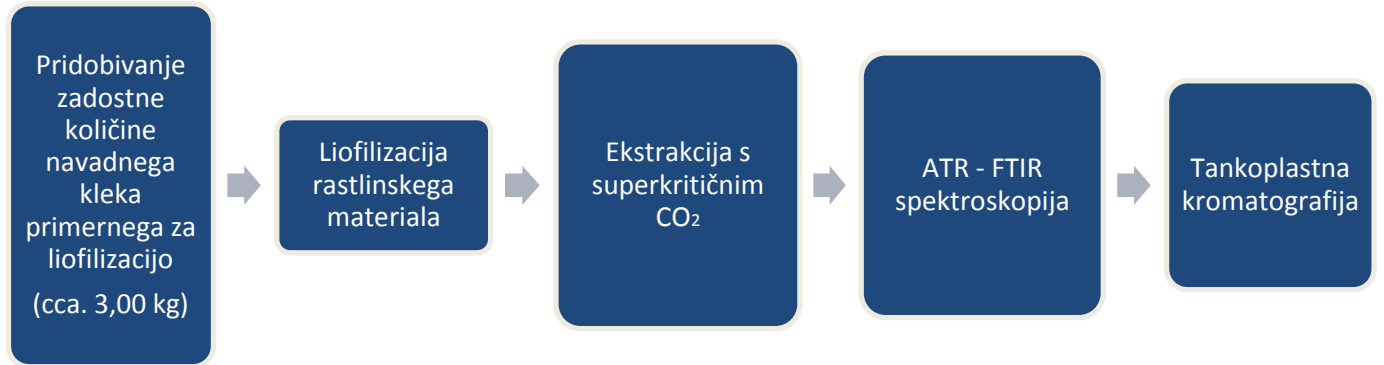 Pridobivanje
zadostne
količine
navadnega
kleka
primernega za
liofilizacijo
(cca. 3,00 kg)
Liofilizacija
rastlinskega
materiala
Ekstrakcija s
superkritičnim
CO₂
ATR - FTIR
spektroskopija
Tankoplastna
kromatografija